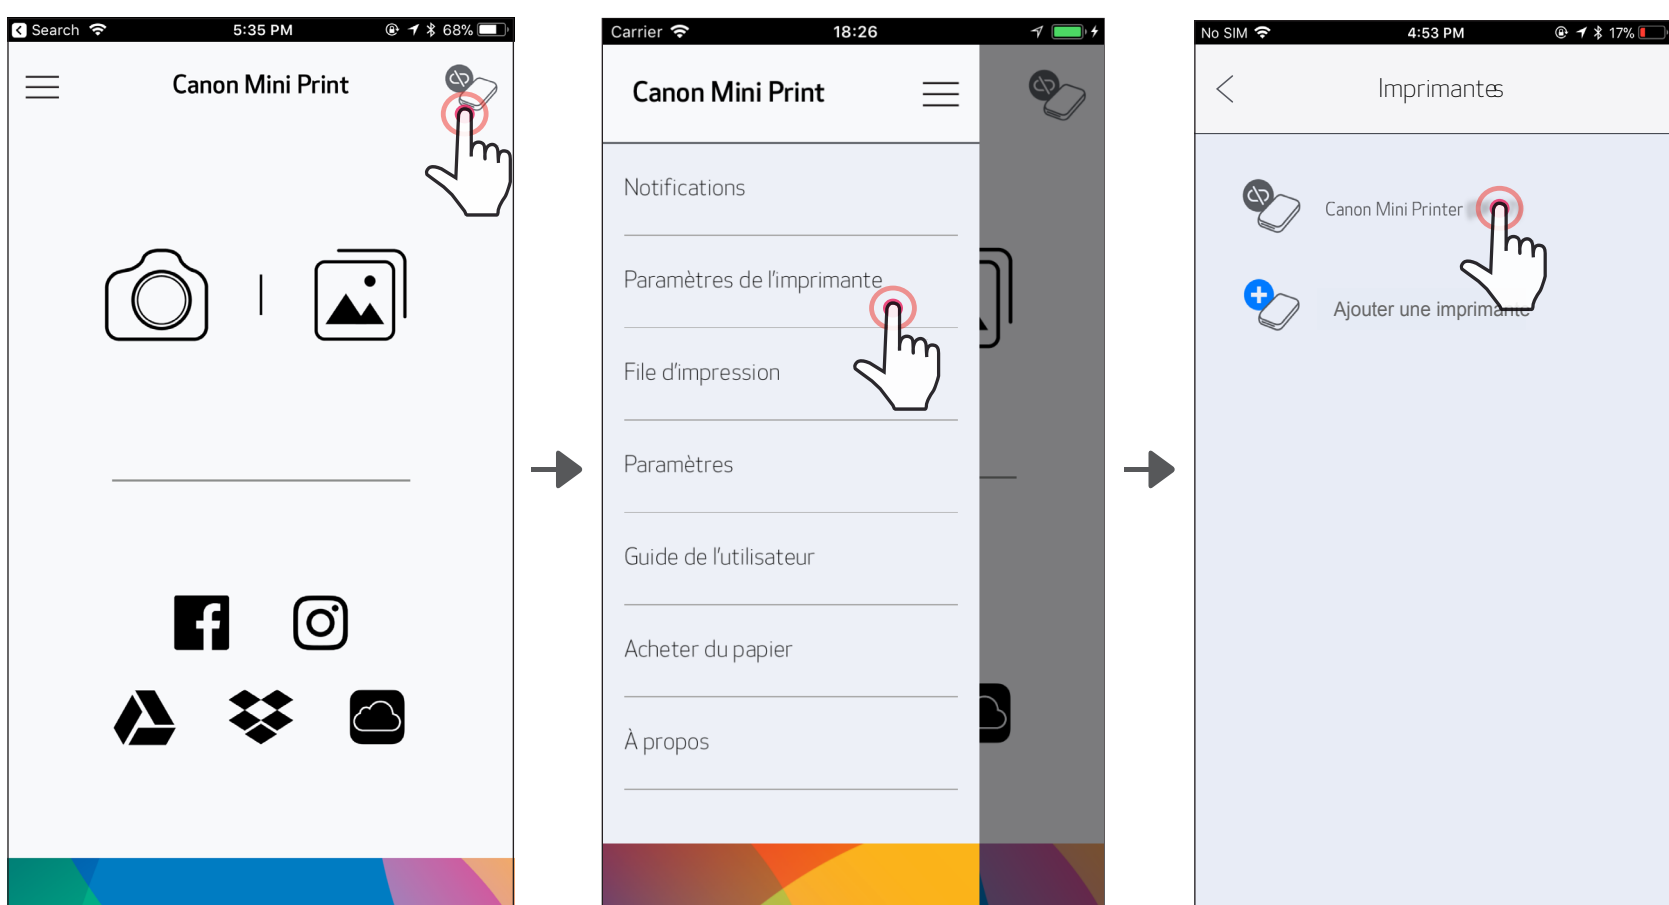 Search 5:35 PM 68%
Canon Mini Print
Carrier 18:26
Canon Mini Print
Notifications
Paramètres de l'imprimante
File d'impression
Paramètres
Guide de l'utilisateur
Acheter du papier
À propos
No SIM 4:53 PM 17%
Imprimantes
Canon Mini Printer
Ajouter une imprimante